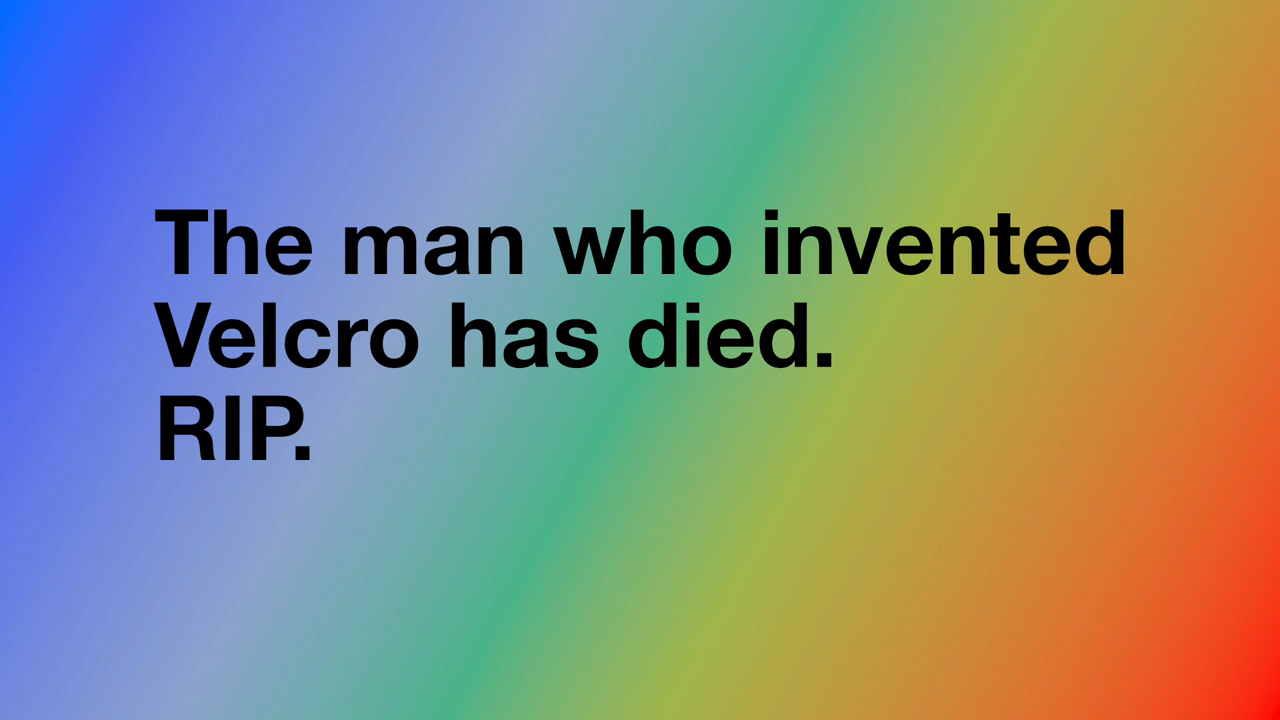 The man who invented
Velcro has died.
RIP.